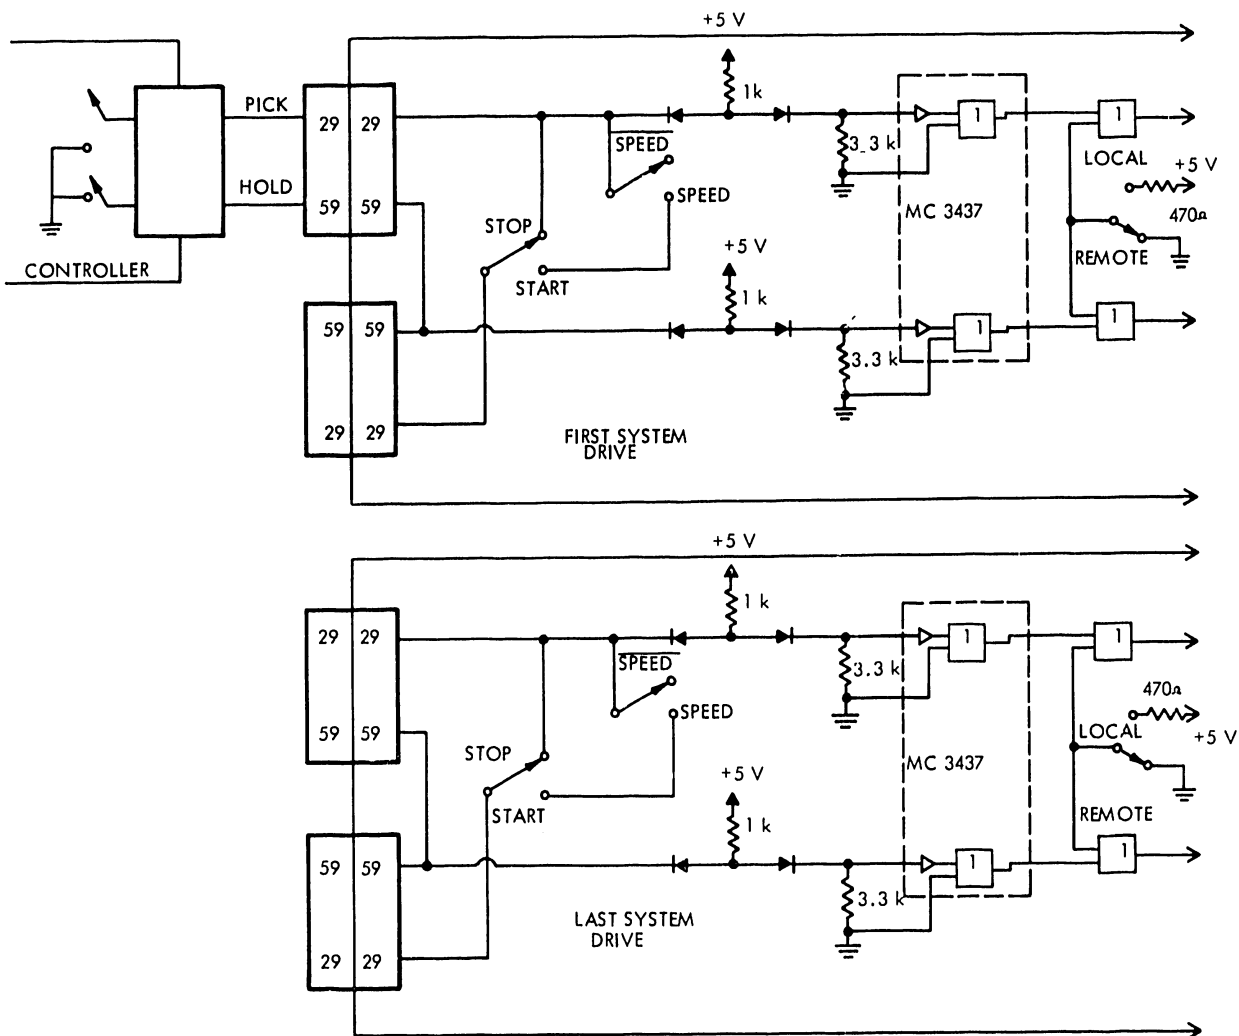 +5 V
PICK
1k
29 29
1
1
SPEED
3.3 k
LOCAL
+5 V
HOLD
59 59
SPEED
MC 3437
470Ω
STOP
+5 V
REMOTE
CONTROLLER
START
1 k
59 59
1
1
3.3 k
29 29
FIRST SYSTEM
DRIVE
+5 V
1 k
29 29
1
1
SPEED
3.3 k
470Ω
SPEED
59 59
LOCAL
+5 V
STOP
MC 3437
+5 V
START
1 k
REMOTE
59 59
1
1
3.3 k
LAST SYSTEM
DRIVE
29 29